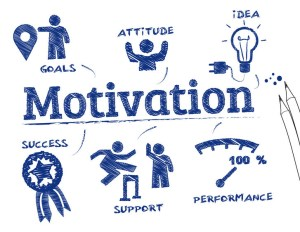 iDEA
ATTITUDE
GOALS
Motivation
SUCCESS
100 %
SUPPORT
PERFORMANCE